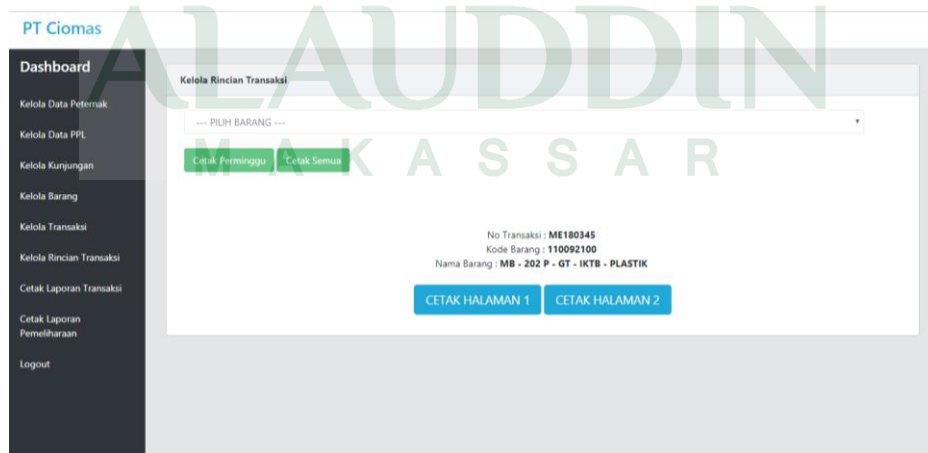 PT Ciomas
ALAUDDIN
MAKASSAR
Dashboard
Kelola Data Peternak
Kelola Data PPL
Kelola Kunjungan
Kelola Barang
Kelola Transaksi
Kelola Rincian Transaksi
Cetak Laporan Transaksi
Cetak Laporan
Pemeliharaan
Logout
Kelola Rincian Transaksi
--- PILIH BARANG ---
Cetak Perminggu Cetak Semua
No Transaksi : ME180345
Kode Barang : 110092100
Nama Barang : MB - 202 P - GT - IKTB - PLASTIK
CETAK HALAMAN 1 CETAK HALAMAN 2